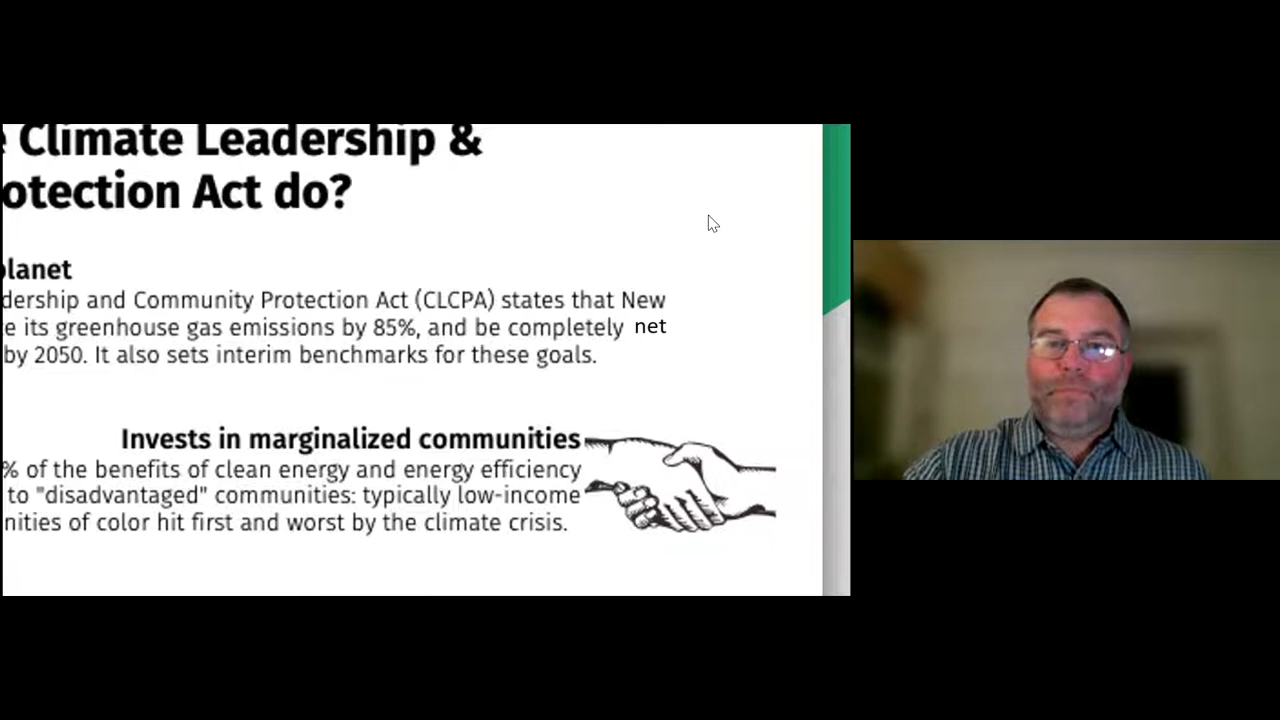 e Climate Leadership &
otection Act do?
planet
dership and Community Protection Act (CLCPA) states that New
e its greenhouse gas emissions by 85%, and be completely net
by 2050. It also sets interim benchmarks for these goals.
Invests in marginalized communities
% of the benefits of clean energy and energy efficiency
to "disadvantaged" communities: typically low-income
nities of color hit first and worst by the climate crisis.